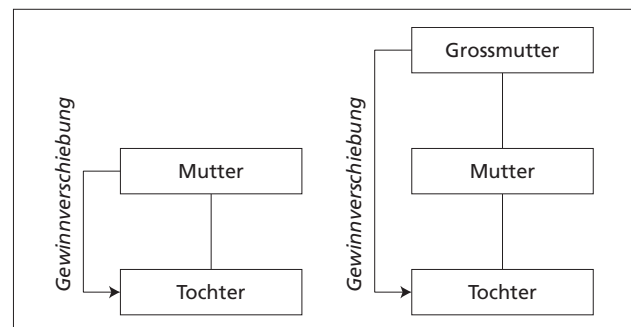 Gewinnverschiebung
Mutter
Tochter
Gewinnverschiebung
Grossmutter
Mutter
Tochter